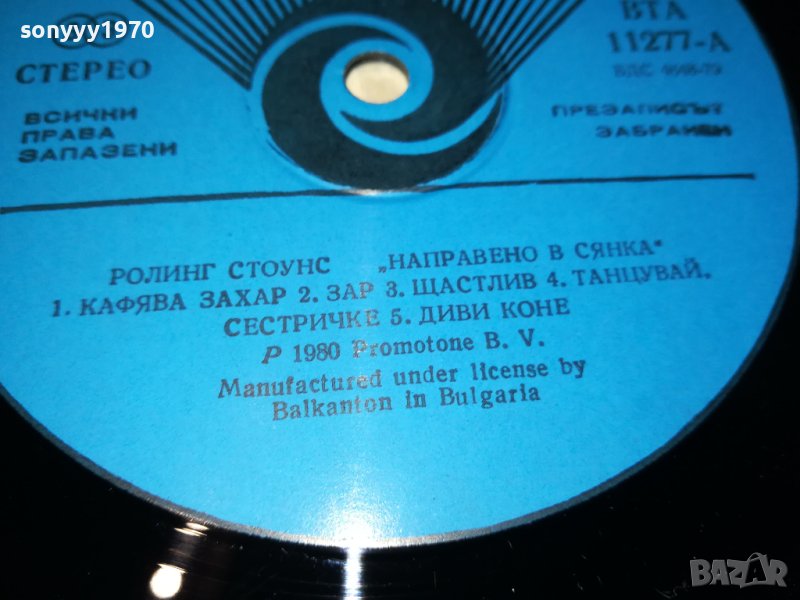 sonyyy1970
СТЕРЕО
ВТА
11277-А
ВСИЧКИ
ПРАВА
ЗАПАЗЕНИ
ПРЕЗАПИСЪТ
ЗАБРАНЕН
РОЛИНГ СТОУНС „НАПРАВЕНО В СЯНКА"
1. КАФЯВА ЗАХАР 2. ЗАР 3. ЩАСТЛИВ 4. ТАНЦУВАЙ,
СЕСТРИЧКЕ 5. ДИВИ КОНЕ
P 1980 Promotone B. V.
Manufactured under license by
Balkanton in Bulgaria
BAZAR